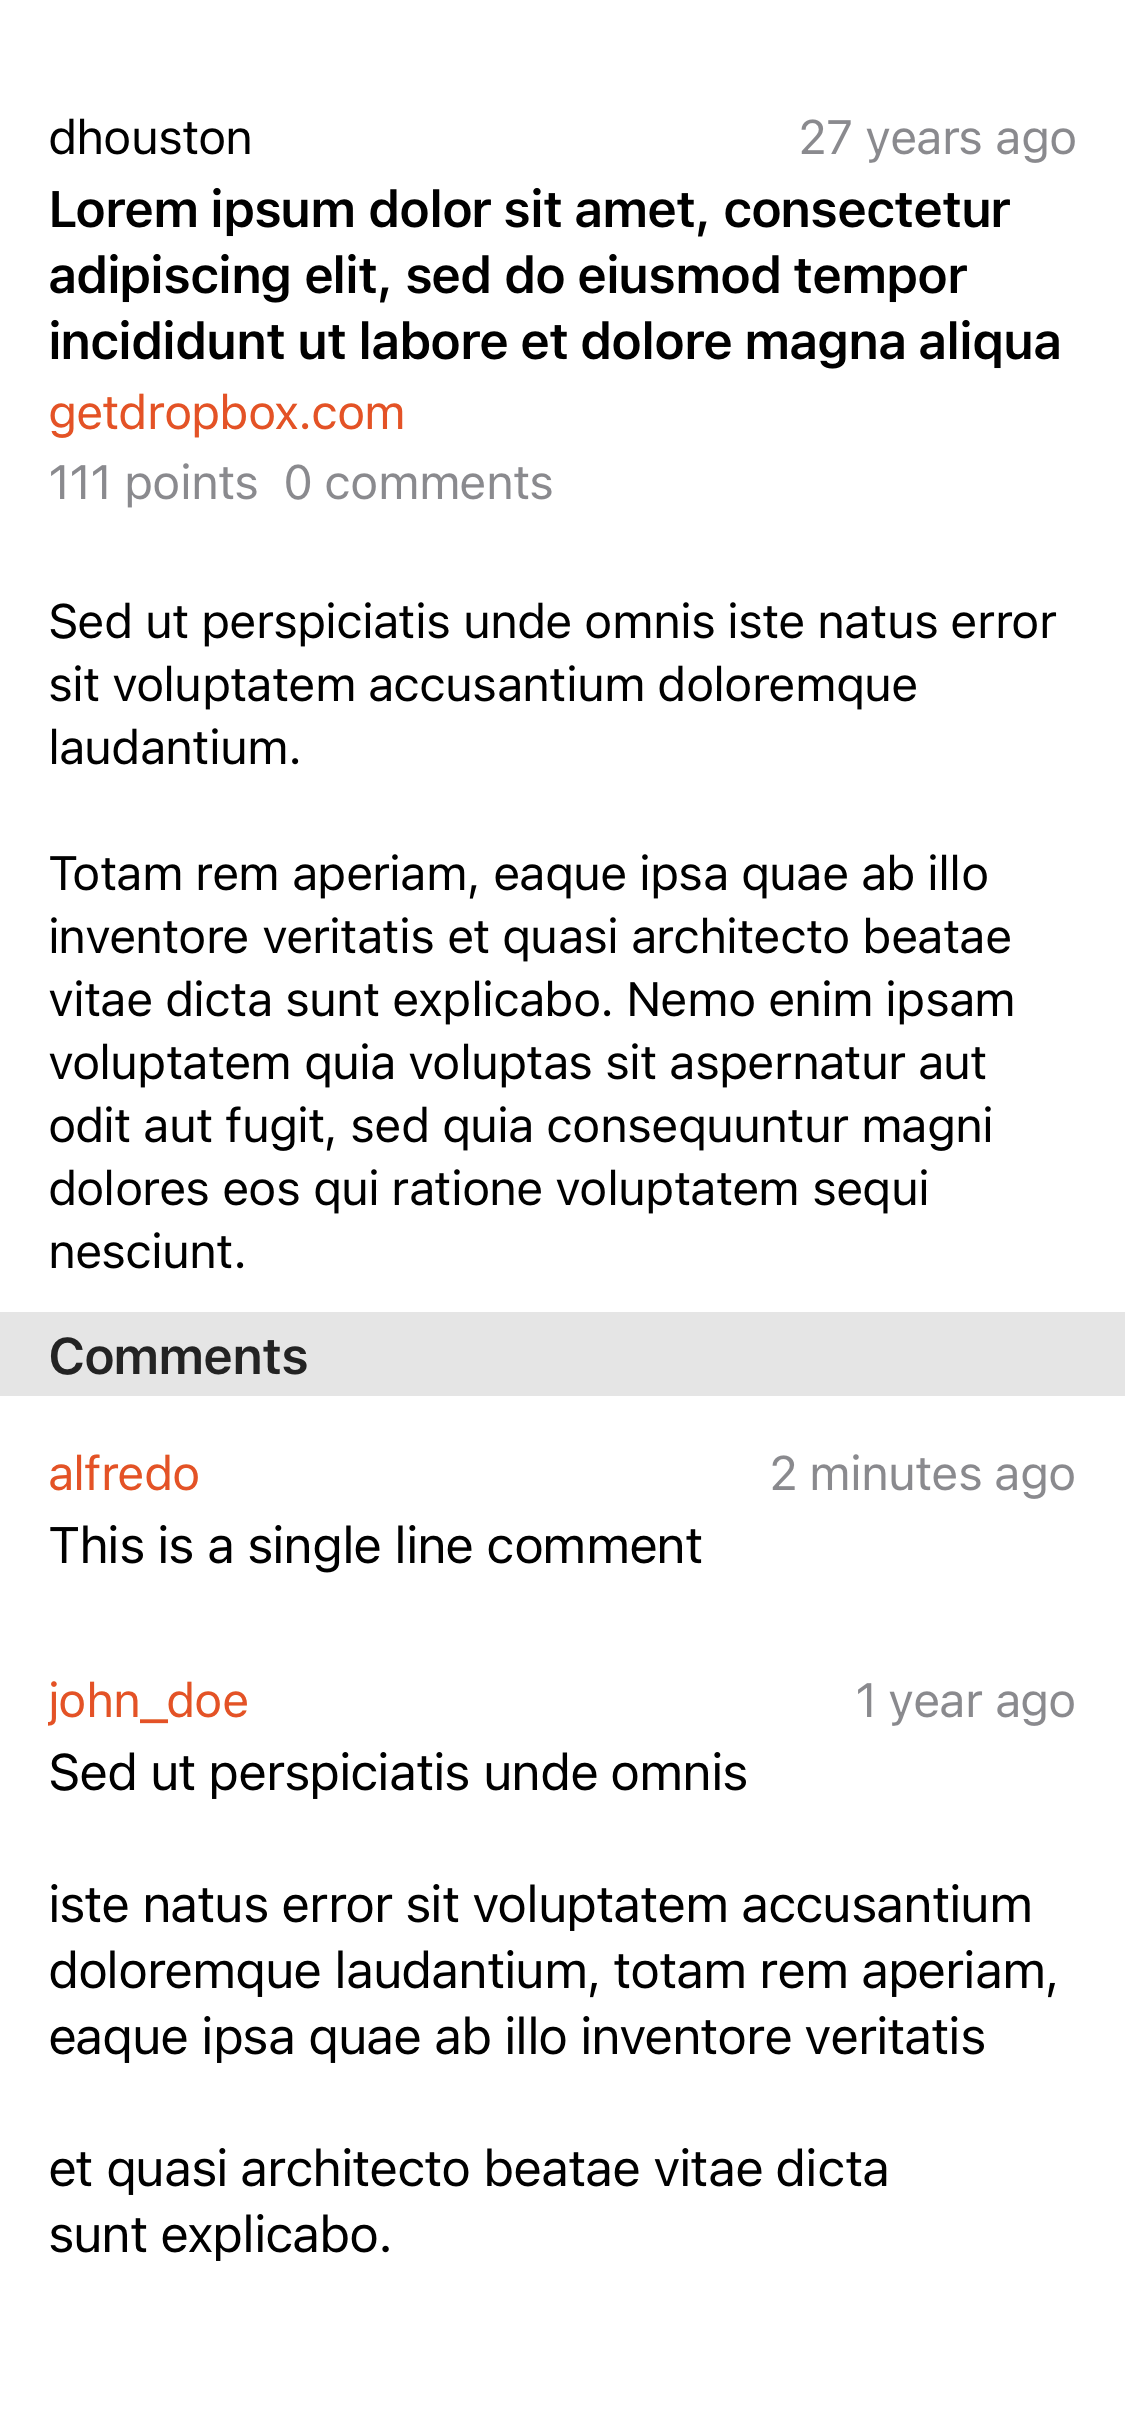 dhouston
27 years ago
Lorem ipsum dolor sit amet, consectetur
adipiscing elit, sed do eiusmod tempor
incididunt ut labore et dolore magna aliqua
getdropbox.com
111 points 0 comments
Sed ut perspiciatis unde omnis iste natus error
sit voluptatem accusantium doloremque
laudantium.
Totam rem aperiam, eaque ipsa quae ab illo
inventore veritatis et quasi architecto beatae
vitae dicta sunt explicabo. Nemo enim ipsam
voluptatem quia voluptas sit aspernatur aut
odit aut fugit, sed quia consequuntur magni
dolores eos qui ratione voluptatem sequi
nesciunt.
Comments
alfredo
2 minutes ago
This is a single line comment
john_doe
1 year ago
Sed ut perspiciatis unde omnis
iste natus error sit voluptatem accusantium
doloremque laudantium, totam rem aperiam,
eaque ipsa quae ab illo inventore veritatis
et quasi architecto beatae vitae dicta
sunt explicabo.